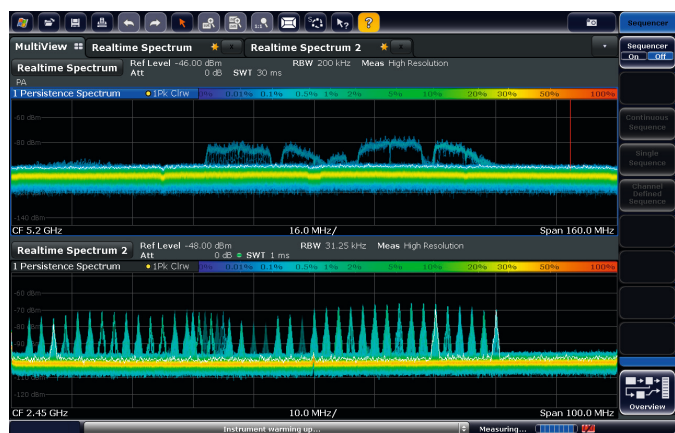 Sequencer
MultiView Realtime Spectrum Realtime Spectrum 2
Sequencer
On Off
Realtime Spectrum Ref Level -46.00 dBm RBW 200 kHz Meas High Resolution
Att 0 dB SWT 30 ms
PA
1 Persistence Spectrum 1Pk Clrw 0% 0.01% 0.1% 0.5% 1% 2% 5% 10% 20% 30% 50% 100%
-60 dBm
Continuous
Sequence
-80 dBm
Single
Sequence
Channel
Defined
Sequence
-140 dBm
CF 5.2 GHz 16.0 MHz/ Span 160.0 MHz
Realtime Spectrum 2 Ref Level -48.00 dBm RBW 31.25 kHz Meas High Resolution
Att 0 dB SWT 1 ms
1 Persistence Spectrum 1Pk Clrw 0% 0.01% 0.1% 0.5% 1% 2% 5% 10% 20% 30% 50% 100%
-60 dBm
-70 dBm
-80
-90
-120 dBm
CF 2.45 GHz 10.0 MHz/ Span 100.0 MHz
Overview
Instrument warming up... Measuring...